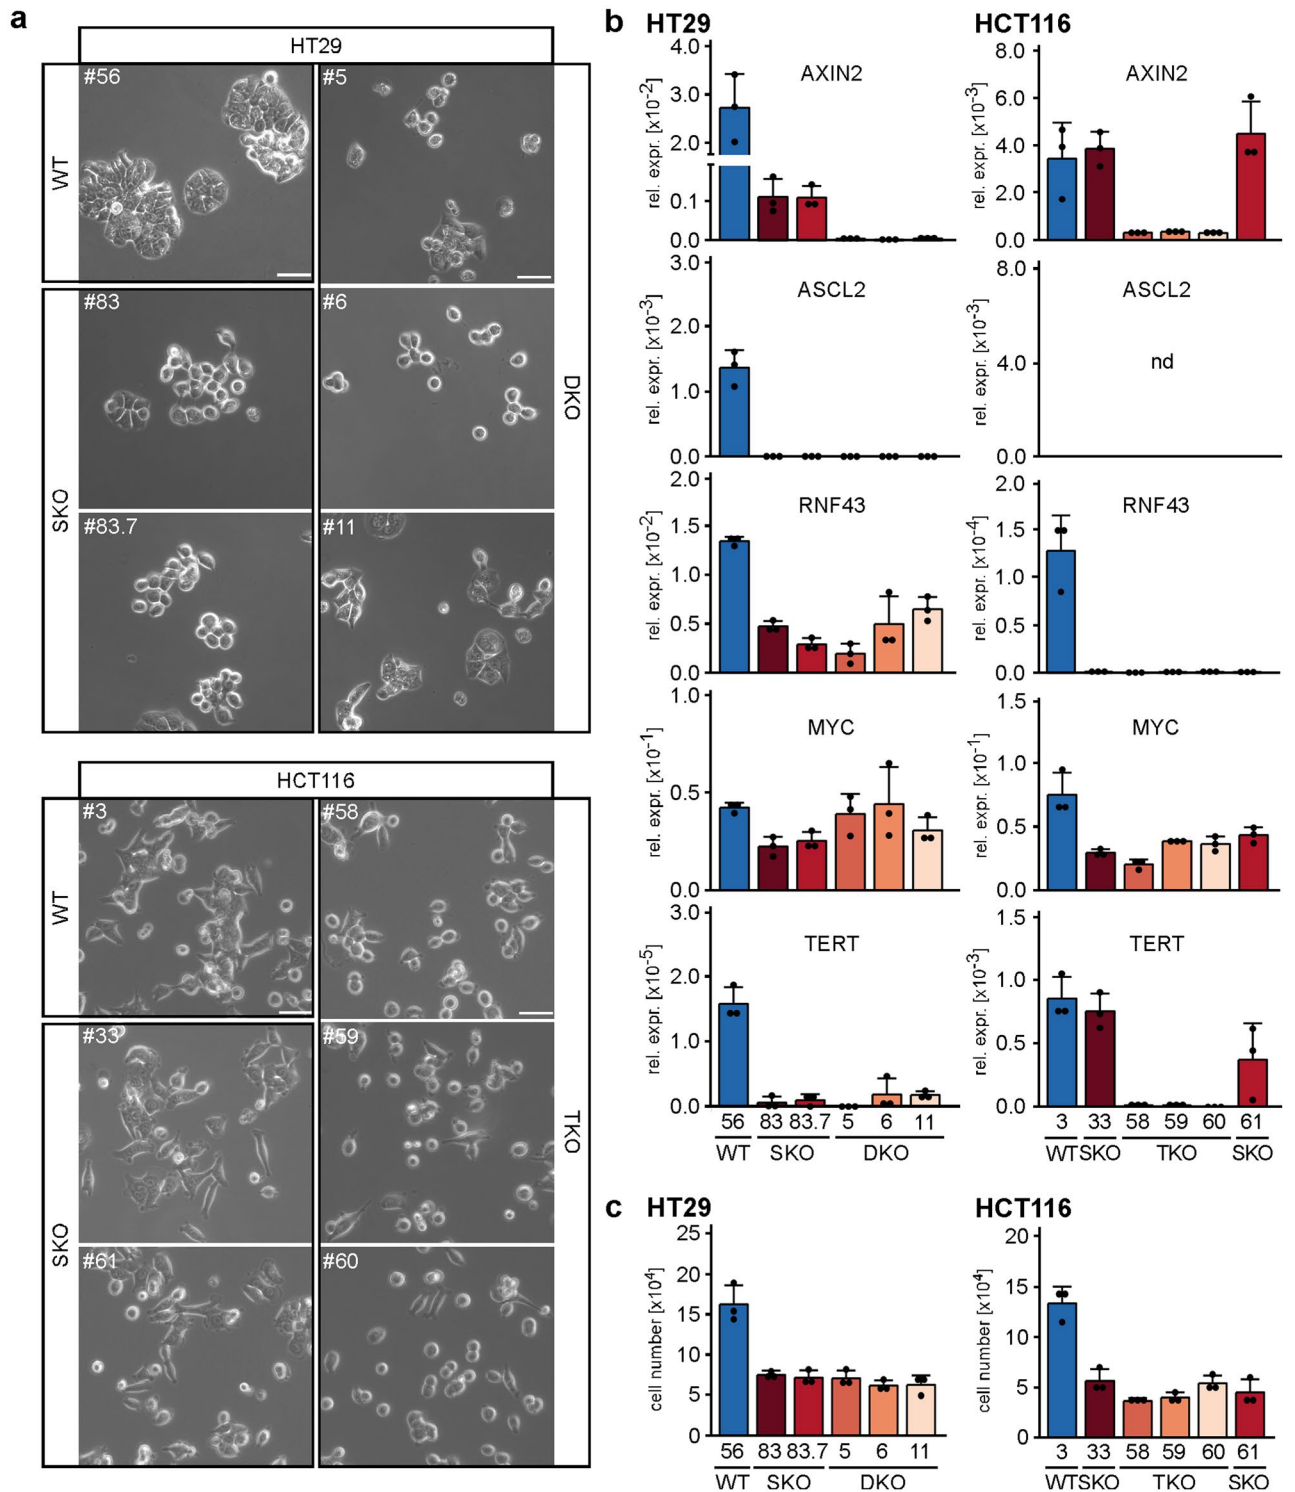 a
HT29
WT
#56
#5
SKO
#83
#6
DKO
#83.7
#11
HCT116
WT
#3
#58
SKO
#33
#59
TKO
#61
#60
b
HT29
HCT116
AXIN2
rel. expr. [x10-2]
4.0
3.0
2.0
0.1
0.0
AXIN2
rel. expr. [x10-3]
8.0
6.0
4.0
2.0
0.0
ASCL2
rel. expr. [x10-3]
3.0
2.0
1.0
0.0
ASCL2
rel. expr. [x10-3]
8.0
4.0
0.0
nd
RNF43
rel. expr. [x10-2]
2.0
1.5
1.0
0.5
0.0
RNF43
rel. expr. [x10-4]
2.0
1.5
1.0
0.5
0.0
MYC
rel. expr. [x10-1]
1.0
0.5
0.0
MYC
rel. expr. [x10-1]
1.5
1.0
0.5
0.0
TERT
rel. expr. [x10-5]
3.0
2.0
1.0
0.0
56 83 83.7 5 6 11
WT SKO DKO
TERT
rel. expr. [x10-3]
1.5
1.0
0.5
0.0
3 33 58 59 60 61
WT SKO TKO SKO
c
HT29
cell number [x104]
25
20
15
10
5
0
56 83 83.7 5 6 11
WT SKO DKO
HCT116
cell number [x104]
20
15
10
5
0
3 33 58 59 60 61
WT SKO TKO SKO